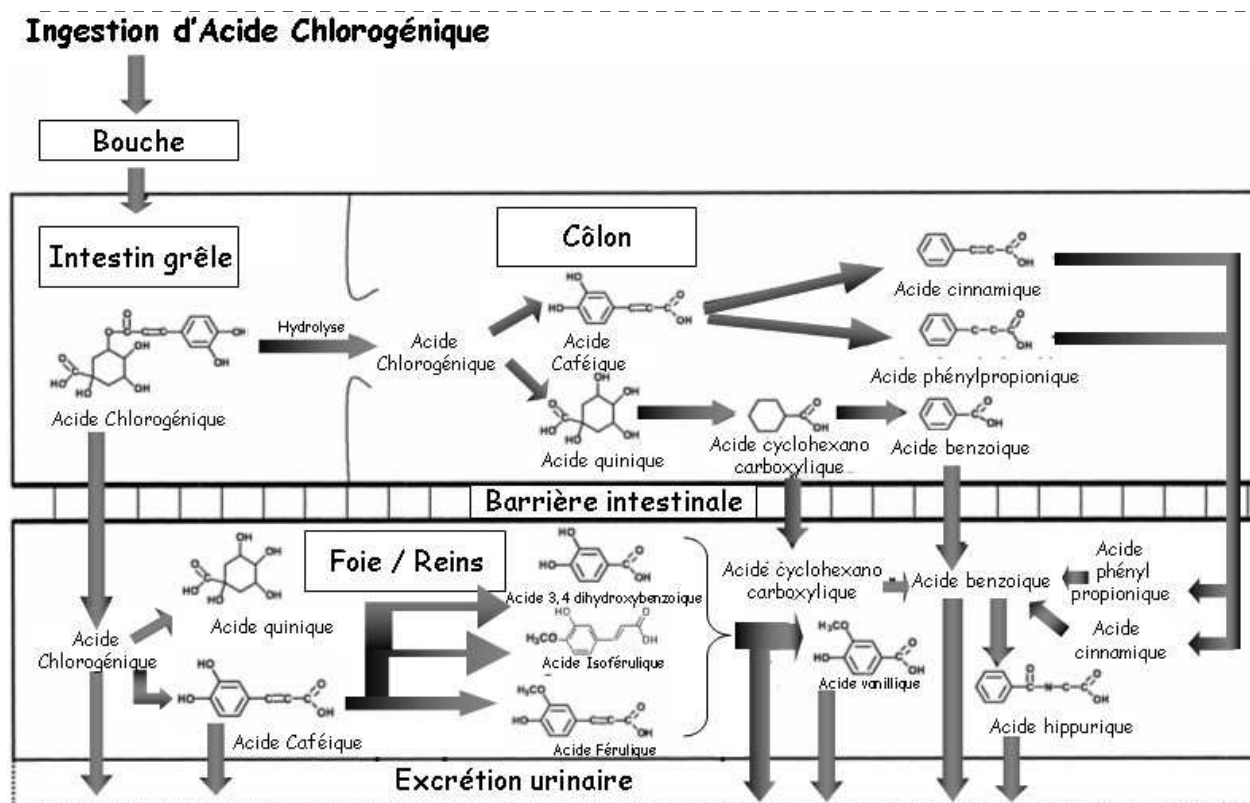 Ingestion d'Acide Chlorogénique
Bouche
Intestin grêle
Côlon
Hydrolyse
Acide Chlorogénique
Acide
Chlorogénique
Acide
Caféique
Acide quinique
Acide cinnamique
Acide phénylpropionique
Acide cyclohexano
carboxylique
Acide benzoique
Barrière intestinale
Foie / Reins
Acide
Chlorogénique
Acide quinique
Acide Caféique
Acide 3,4 dihydroxybenzoique
Acide Isoférulique
Acide Férulique
Acide cyclohexano
carboxylique
Acide vanillique
Acide benzoique
Acide
phényl
propionique
Acide
cinnamique
Acide hippurique
Excrétion urinaire